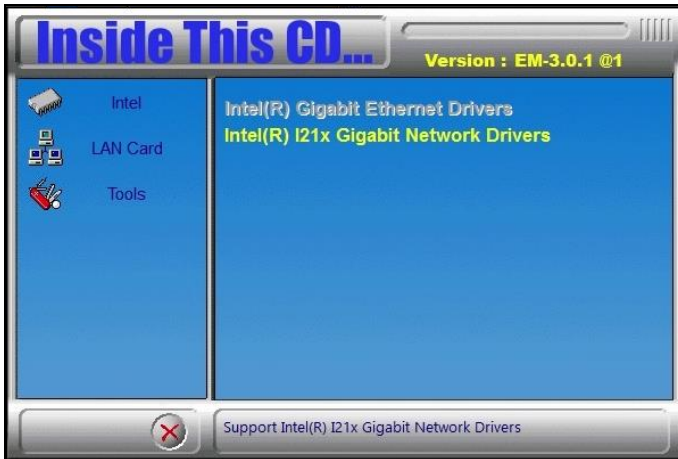 Inside This CD...
Version : EM-3.0.1 @1
Intel
LAN Card
Tools
Intel(R) Gigabit Ethernet Drivers
Intel(R) I21x Gigabit Network Drivers
Support Intel(R) I21x Gigabit Network Drivers